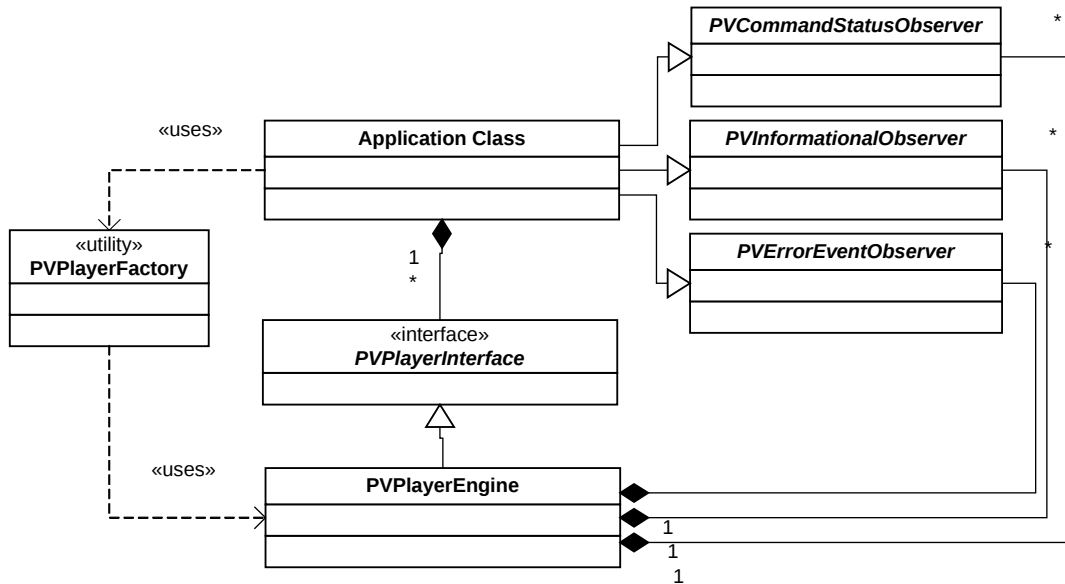 PVCommandStatusObserver
*
«uses»
Application Class
PVInformationalObserver
*
«utility»
PVPlayerFactory
PVErrorEventObserver
*
1
*
«interface»
PVPlayerInterface
«uses»
PVPlayerEngine
1
1
1